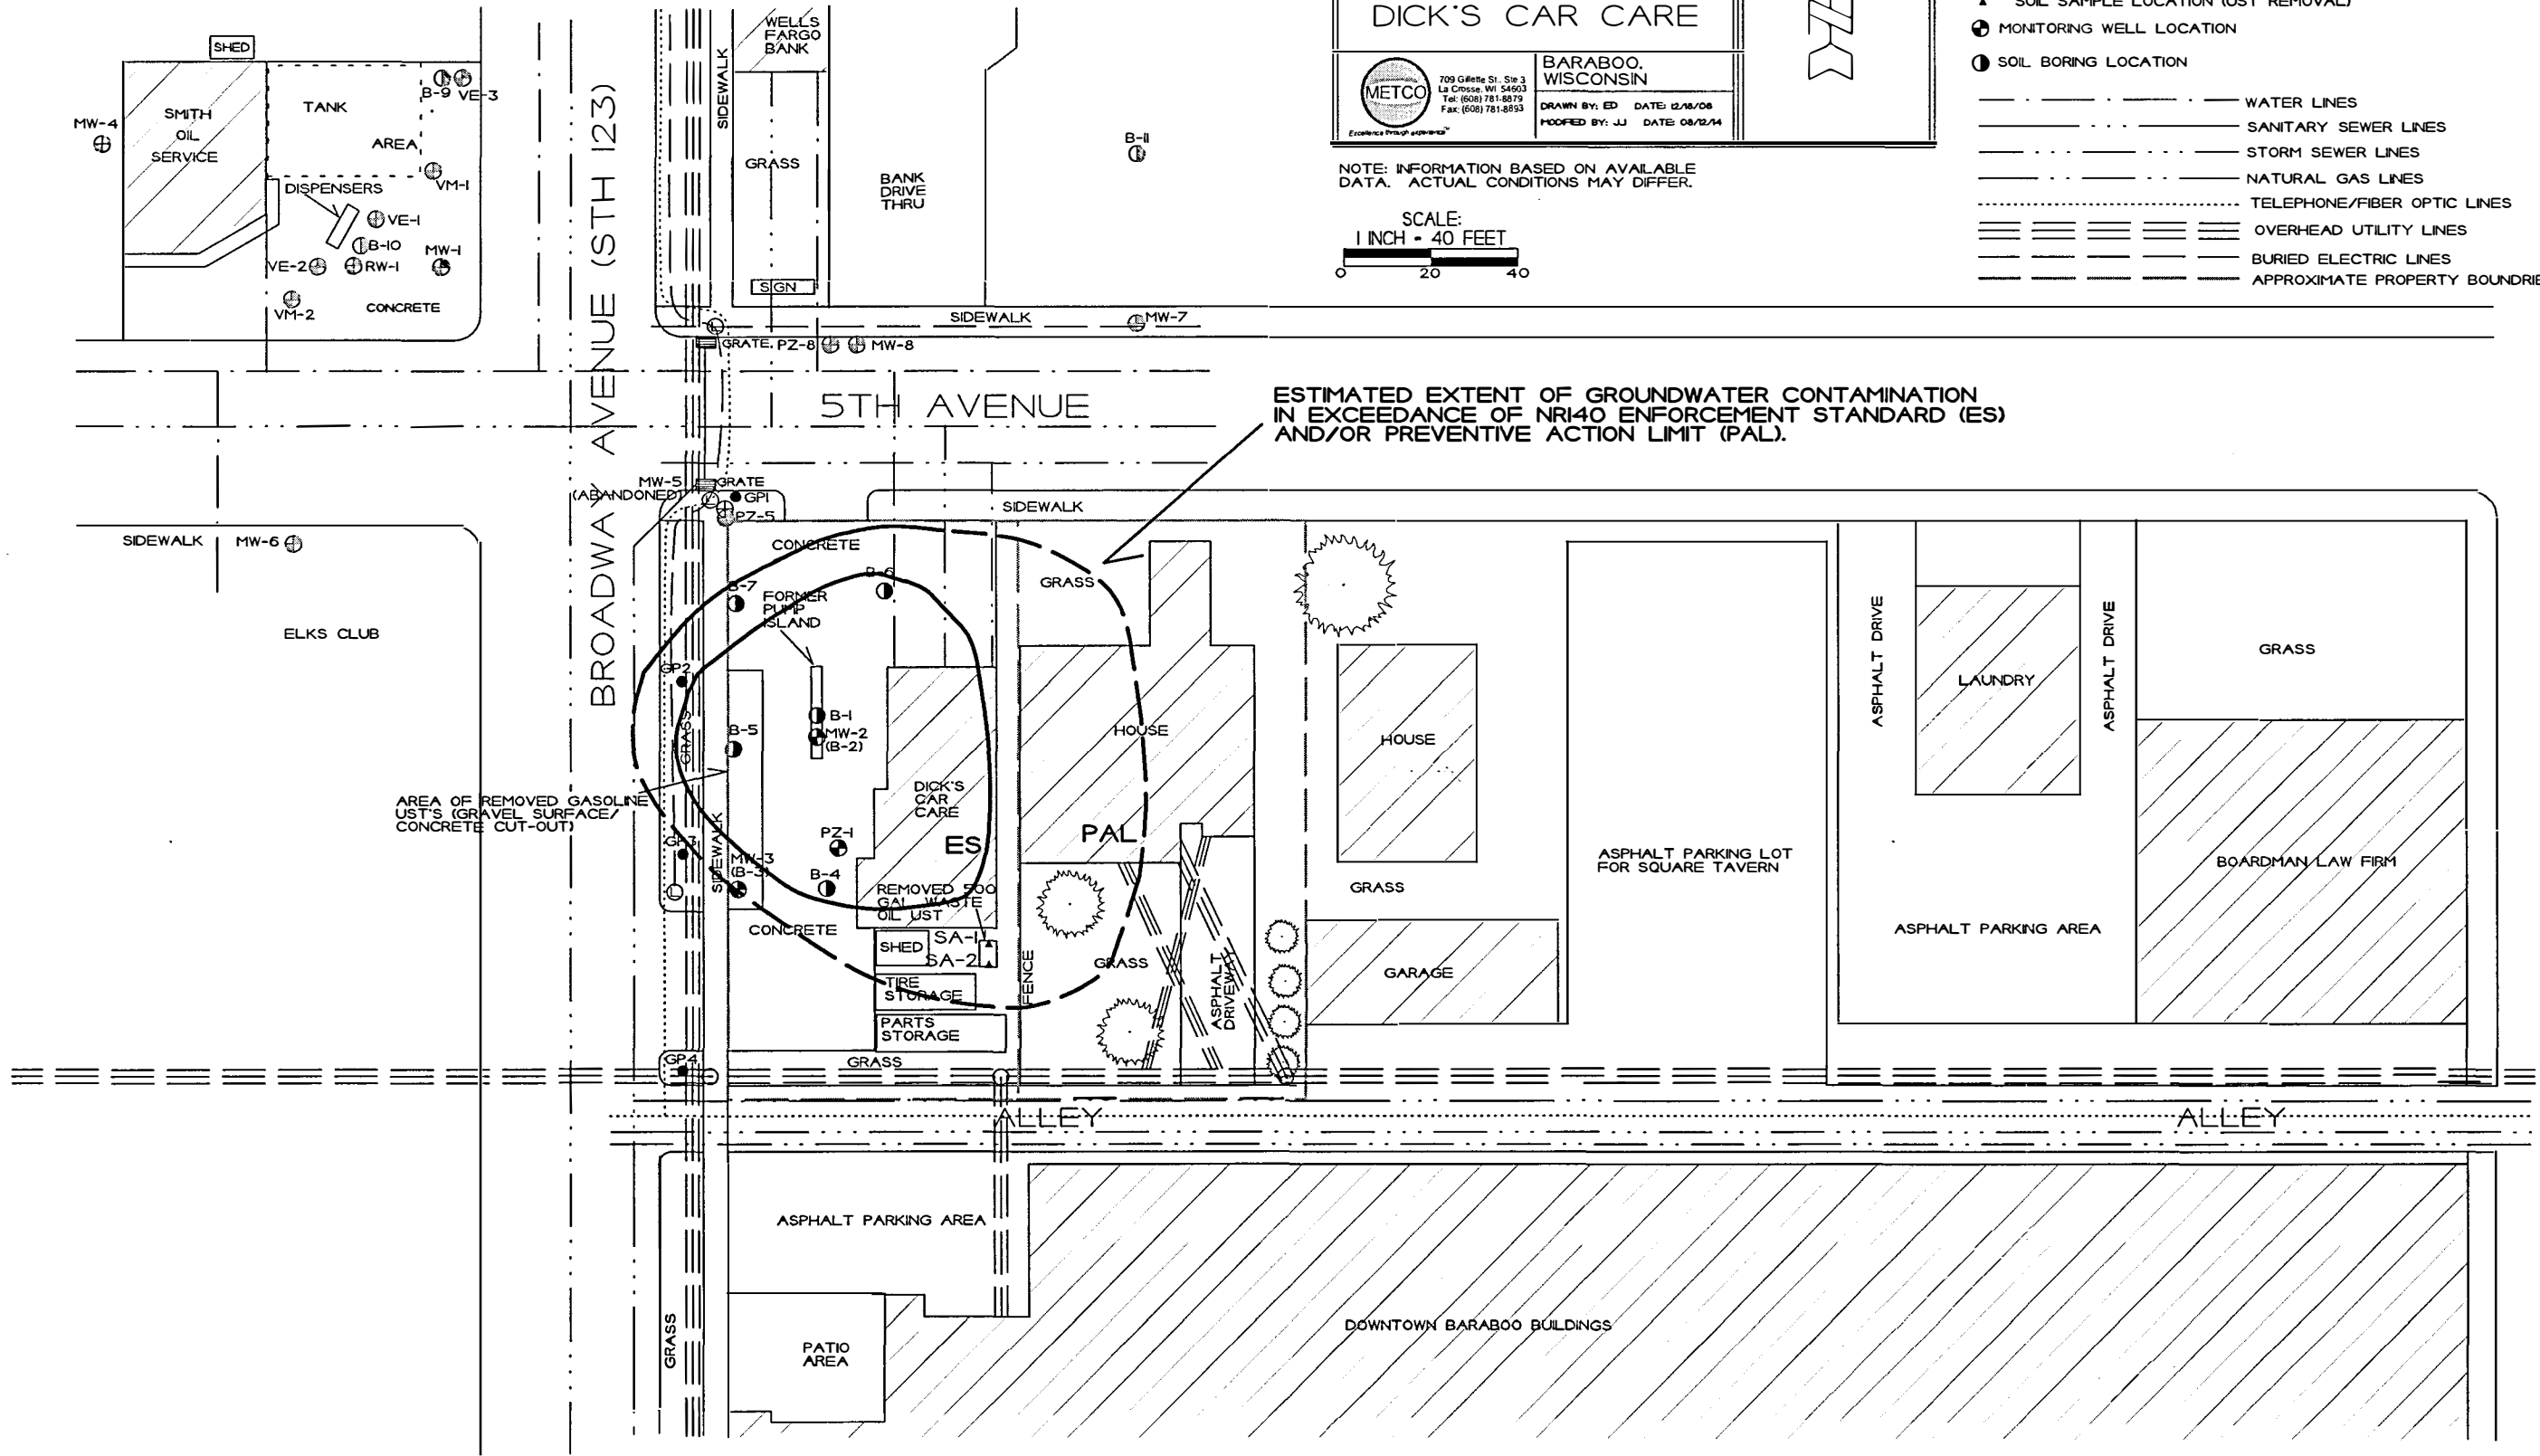 DICK'S CAR CARE
METCO
Excellence through experience™
709 Gillette St., Ste 3
La Crosse, WI 54603
Tel: (608) 781-8879
Fax: (608) 781-8893
BARABOO,
WISCONSIN
DRAWN BY: ED DATE: 12/18/08
MODIFIED BY: JJ DATE: 08/12/14
NOTE: INFORMATION BASED ON AVAILABLE
DATA. ACTUAL CONDITIONS MAY DIFFER.
SCALE:
1 INCH = 40 FEET
0 20 40
SOIL SAMPLE LOCATION (UST REMOVAL)
MONITORING WELL LOCATION
SOIL BORING LOCATION
WATER LINES
SANITARY SEWER LINES
STORM SEWER LINES
NATURAL GAS LINES
TELEPHONE/FIBER OPTIC LINES
OVERHEAD UTILITY LINES
BURIED ELECTRIC LINES
APPROXIMATE PROPERTY BOUNDRIE
SHED
SMITH
OIL
SERVICE
TANK
AREA
MW-4
B-9
VE-3
VM-1
DISPENSERS
VE-1
B-10
MW-1
VE-2
RW-1
VM-2
CONCRETE
BROADWAY AVENUE (STH 123)
WELLS
FARGO
BANK
SIDEWALK
GRASS
SIGN
BANK
DRIVE
THRU
B-11
SIDEWALK
MW-7
GRATE
PZ-8
MW-8
5TH AVENUE
ESTIMATED EXTENT OF GROUNDWATER CONTAMINATION
IN EXCEEDANCE OF NR140 ENFORCEMENT STANDARD (ES)
AND/OR PREVENTIVE ACTION LIMIT (PAL).
MW-5
(ABANDONED)
GRATE
GP1
PZ-5
SIDEWALK
SIDEWALK
MW-6
ELKS CLUB
CONCRETE
B-7
B-6
FORMER
PUMP
ISLAND
GP2
GRASS
B-5
B-1
MW-2
(B-2)
AREA OF REMOVED GASOLINE
UST'S (GRAVEL SURFACE/
CONCRETE CUT-OUT)
DICK'S
CAR
CARE
ES
PAL
PZ-1
GP3
SIDEWALK
MW-3
(B-3)
B-4
REMOVED 500
GAL WASTE
OIL UST
CONCRETE
SHED
SA-1
SA-2
TIRE
STORAGE
PARTS
STORAGE
GRASS
GP4
FENCE
GRASS
HOUSE
GRASS
ASPHALT
DRIVEWAY
HOUSE
GRASS
GARAGE
ASPHALT PARKING LOT
FOR SQUARE TAVERN
ASPHALT DRIVE
LAUNDRY
ASPHALT DRIVE
GRASS
BOARDMAN LAW FIRM
ASPHALT PARKING AREA
ALLEY
ALLEY
ASPHALT PARKING AREA
GRASS
PATIO
AREA
DOWNTOWN BARABOO BUILDINGS